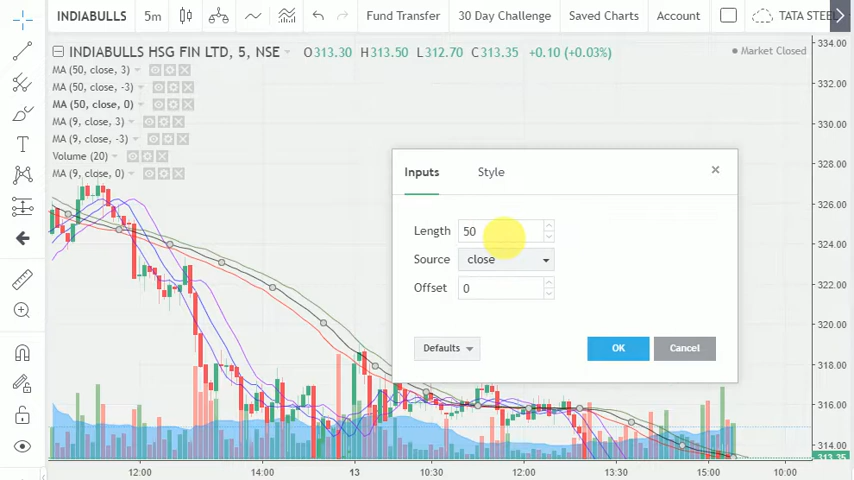 INDIABULLS 5m Fund Transfer 30 Day Challenge Saved Charts Account TATA STEEL
INDIABULLS HSG FIN LTD, 5, NSE O313.30 H313.50 L312.70 C313.35 +0.10 (+0.03%) Market Closed
MA (50, close, 3)
MA (50, close, -3)
MA (50, close, 0)
MA (9, close, 3)
MA (9, close, -3)
Volume (20)
MA (9, close, 0)
Inputs Style
Length 50
Source close
Offset 0
Defaults OK Cancel
334.00
332.00
330.00
328.00
326.00
324.00
322.00
320.00
318.00
316.00
314.00
313.35
12:00 14:00 13 10:30 12:00 13:30 15:00 10:00